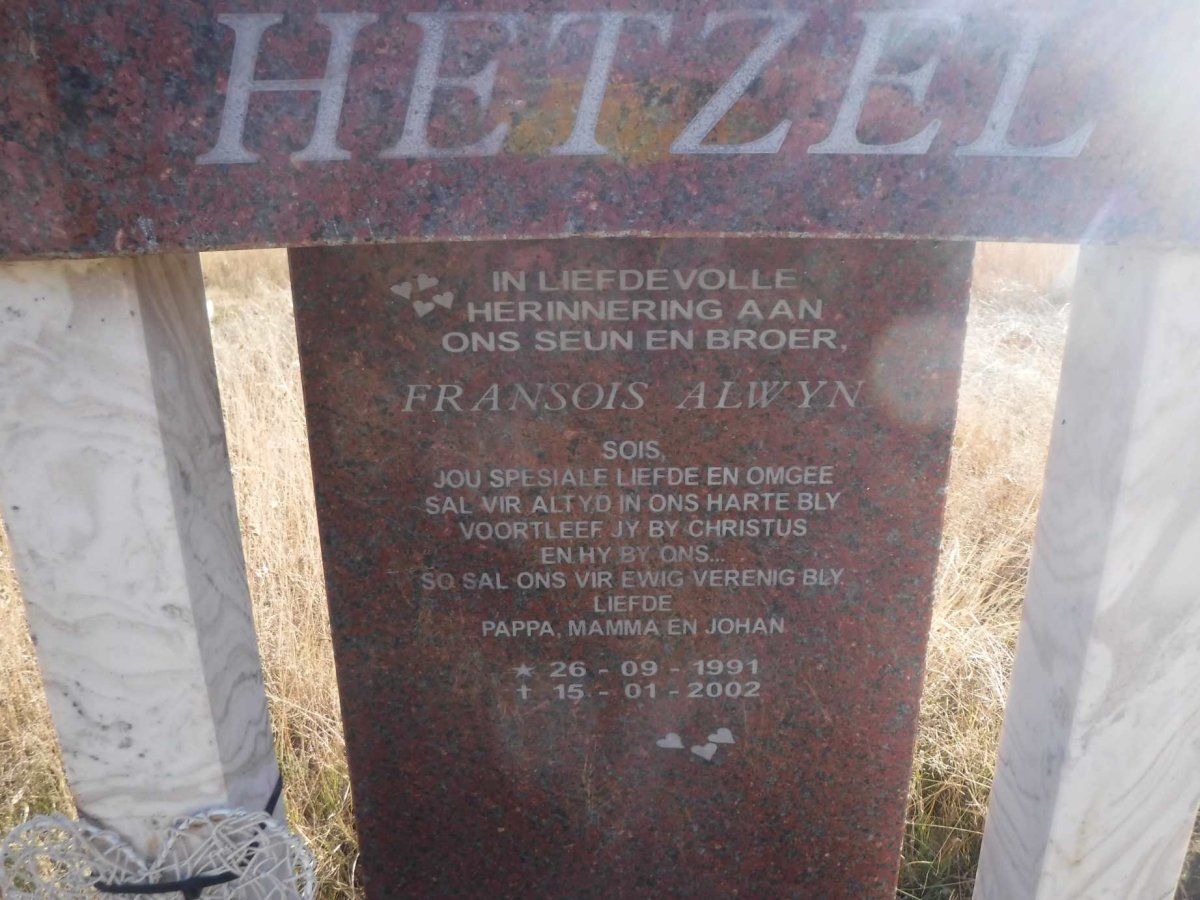 HETZEL
IN LIEFDEVOLLE
HERINNERING AAN
ONS SEUN EN BROER,
FRANSOIS ALWYN
SOIS,
JOU SPESIALE LIEFDE EN OMGEE
SAL VIR ALTYD IN ONS HARTE BLY
VOORTLEEF JY BY CHRISTUS
EN HY BY ONS...
SO SAL ONS VIR EWIG VERENIG BLY.
LIEFDE
PAPPA, MAMMA EN JOHAN
★ 26 - 09 - 1991
✝ 15 - 01 - 2002